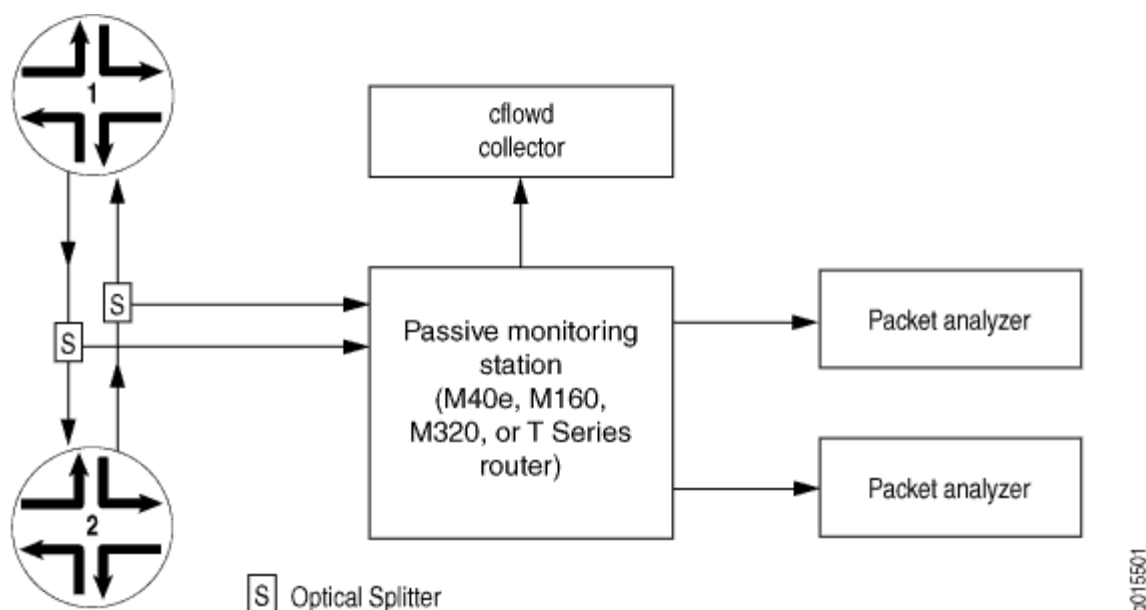 1
cflowd
collector
S
S
Passive monitoring
station
(M40e, M160,
M320, or T Series
router)
Packet analyzer
Packet analyzer
2
S Optical Splitter